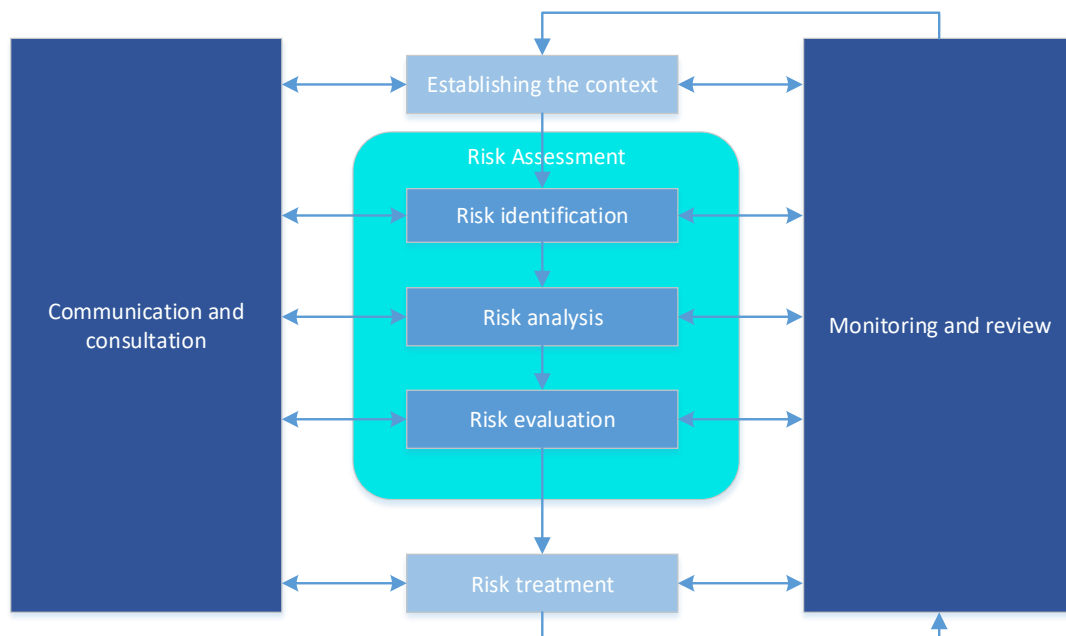 Establishing the context
Risk Assessment
Risk identification
Communication and
consultation
Risk analysis
Monitoring and review
Risk evaluation
Risk treatment